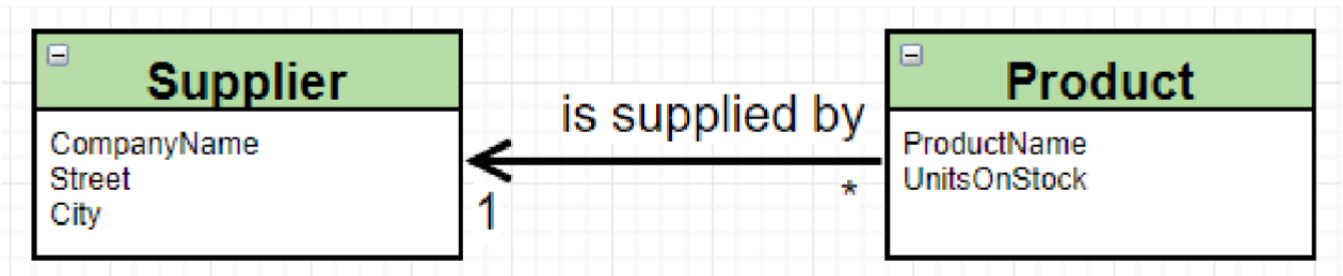 Supplier
CompanyName
Street
City
is supplied by
1
*
Product
ProductName
UnitsOnStock